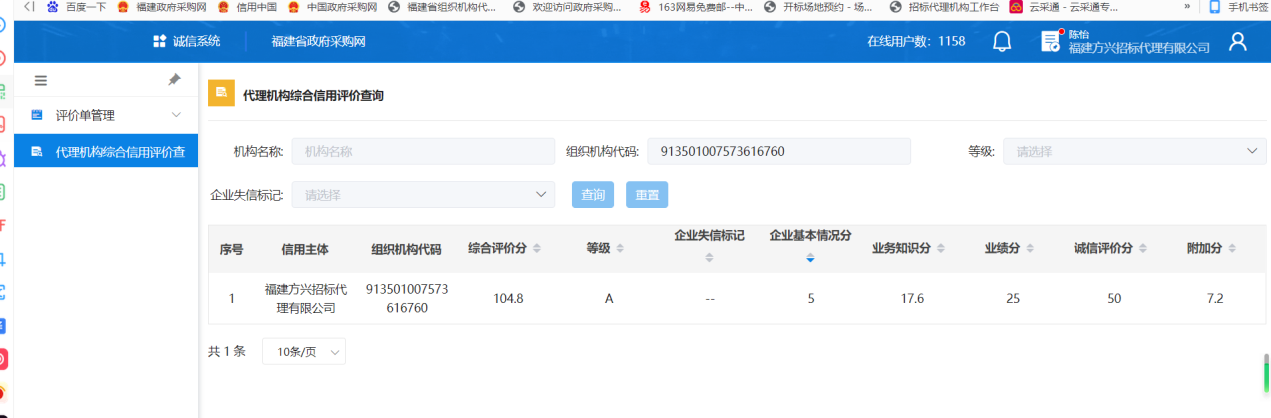 百度一下 福建政府采购网 信用中国 中国政府采购网 福建省组织机构代... 欢迎访问政府采购... 163网易免费邮--中... 开标场地预约 - 场... 招标代理机构工作台 云采通 - 云采通专... » 手机书签
诚信系统 福建省政府采购网 在线用户数: 1158 陈怡
福建方兴招标代理有限公司
代理机构综合信用评价查询
评价单管理
代理机构综合信用评价查
机构名称: 机构名称 组织机构代码: 913501007573616760 等级: 请选择
企业失信标记: 请选择 查询 重置
序号 信用主体 组织机构代码 综合评价分 等级 企业失信标记 企业基本情况分 业务知识分 业绩分 诚信评价分 附加分
1 福建方兴招标代 913501007573 104.8 A -- 5 17.6 25 50 7.2
理有限公司 616760
共 1 条 10条/页